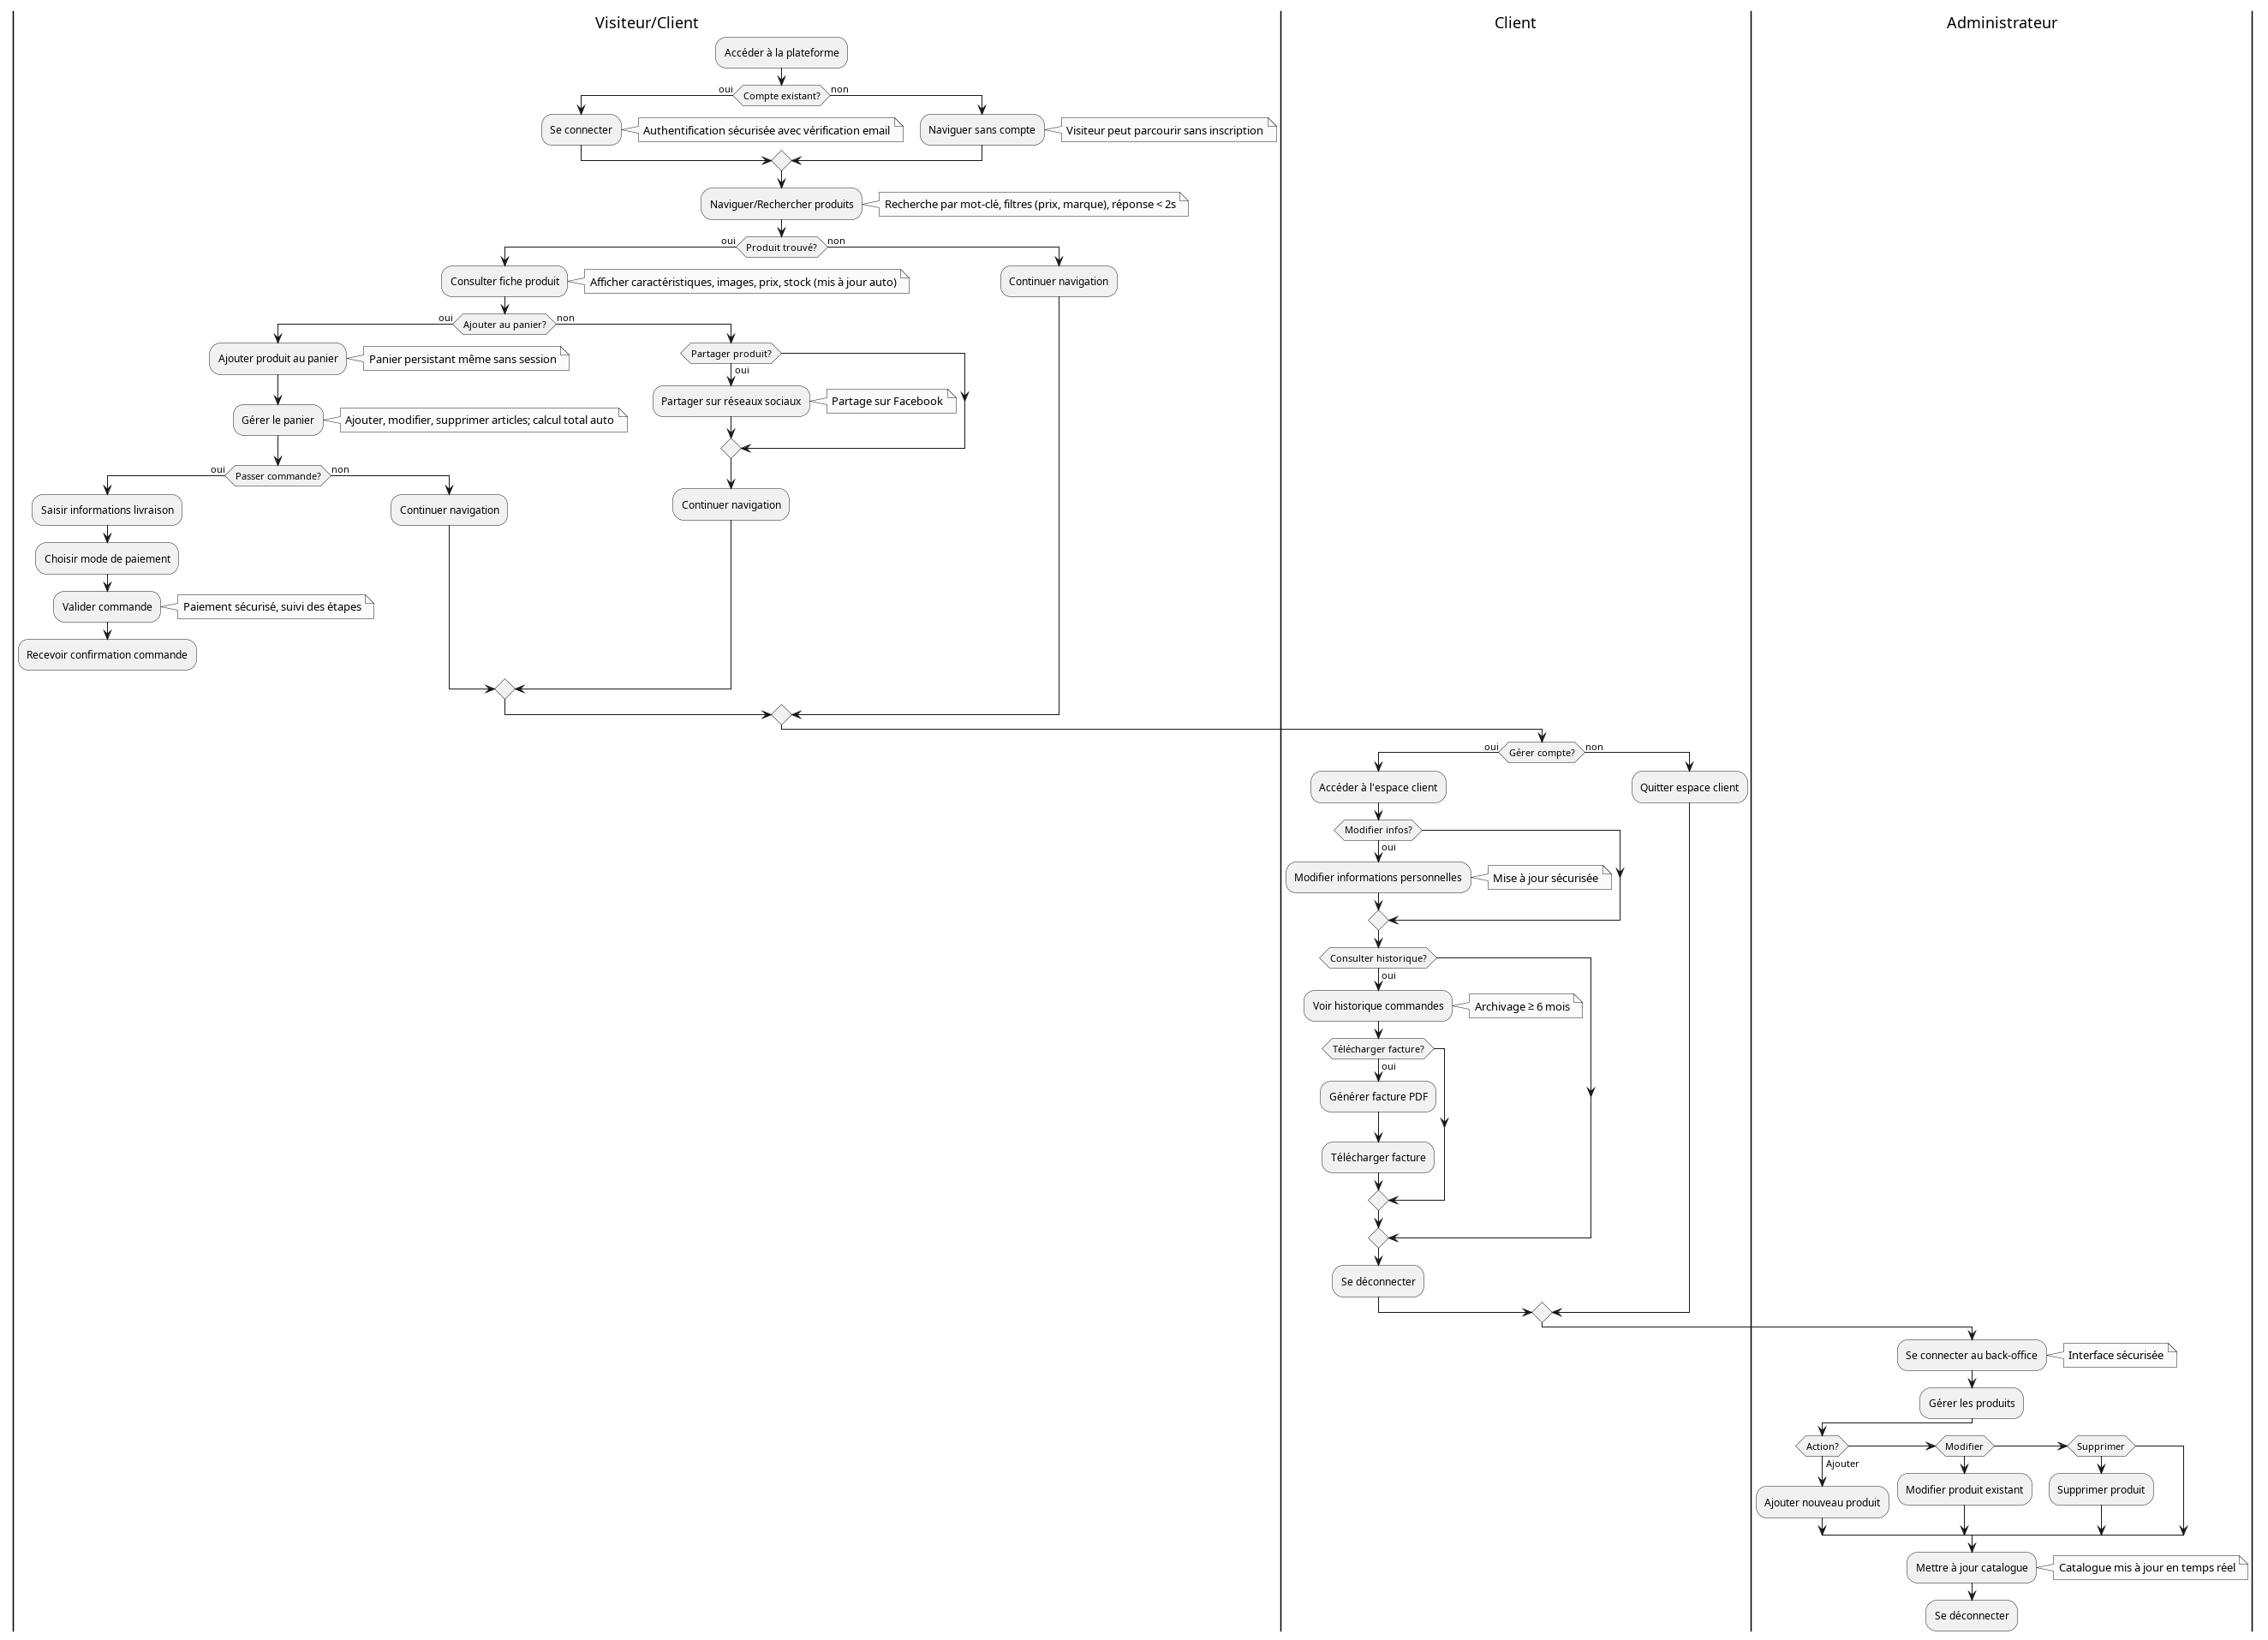 Visiteur/Client
Client
Administrateur
Accéder à la plateforme
Compte existant?
oui
non
Se connecter
Authentification sécurisée avec vérification email
Naviguer sans compte
Visiteur peut parcourir sans inscription
Naviguer/Rechercher produits
Recherche par mot-clé, filtres (prix, marque), réponse < 2s
Produit trouvé?
oui
non
Consulter fiche produit
Afficher caractéristiques, images, prix, stock (mis à jour auto)
Continuer navigation
Ajouter au panier?
oui
non
Ajouter produit au panier
Panier persistant même sans session
Partager produit?
oui
Partager sur réseaux sociaux
Partage sur Facebook
Gérer le panier
Ajouter, modifier, supprimer articles; calcul total auto
Passer commande?
oui
non
Saisir informations livraison
Continuer navigation
Continuer navigation
Choisir mode de paiement
Valider commande
Paiement sécurisé, suivi des étapes
Recevoir confirmation commande
Gérer compte?
oui
non
Accéder à l'espace client
Quitter espace client
Modifier infos?
oui
Modifier informations personnelles
Mise à jour sécurisée
Consulter historique?
oui
Voir historique commandes
Archivage ≥ 6 mois
Télécharger facture?
oui
Générer facture PDF
Télécharger facture
Se déconnecter
Se connecter au back-office
Interface sécurisée
Gérer les produits
Action?
Ajouter
Modifier
Supprimer
Ajouter nouveau produit
Modifier produit existant
Supprimer produit
Mettre à jour catalogue
Catalogue mis à jour en temps réel
Se déconnecter